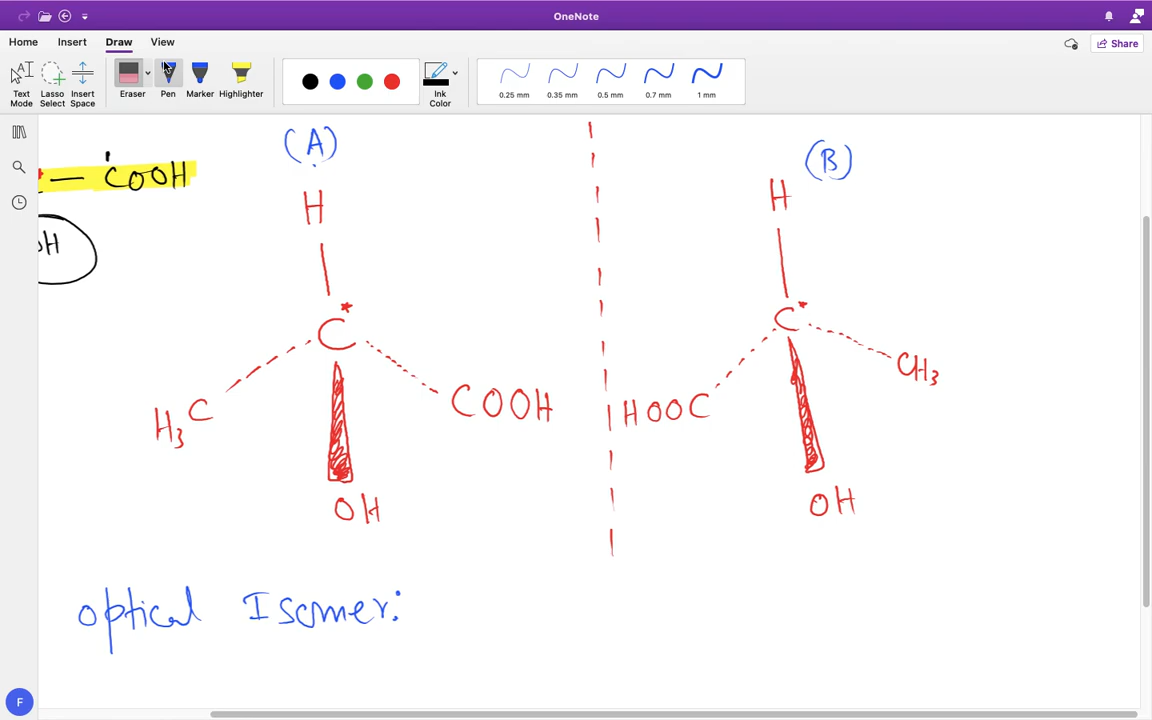 OneNote
Home Insert Draw View
Share
Text Mode
Lasso Select
Insert Space
Eraser
Pen
Marker
Highlighter
Ink Color
0.25 mm 0.35 mm 0.5 mm 0.7 mm 1 mm
(A)
(B)
— COOH
H
H
OH
C*
C*
CH3
H3C
COOH
HOOC
OH
OH
optical Isomer:
F